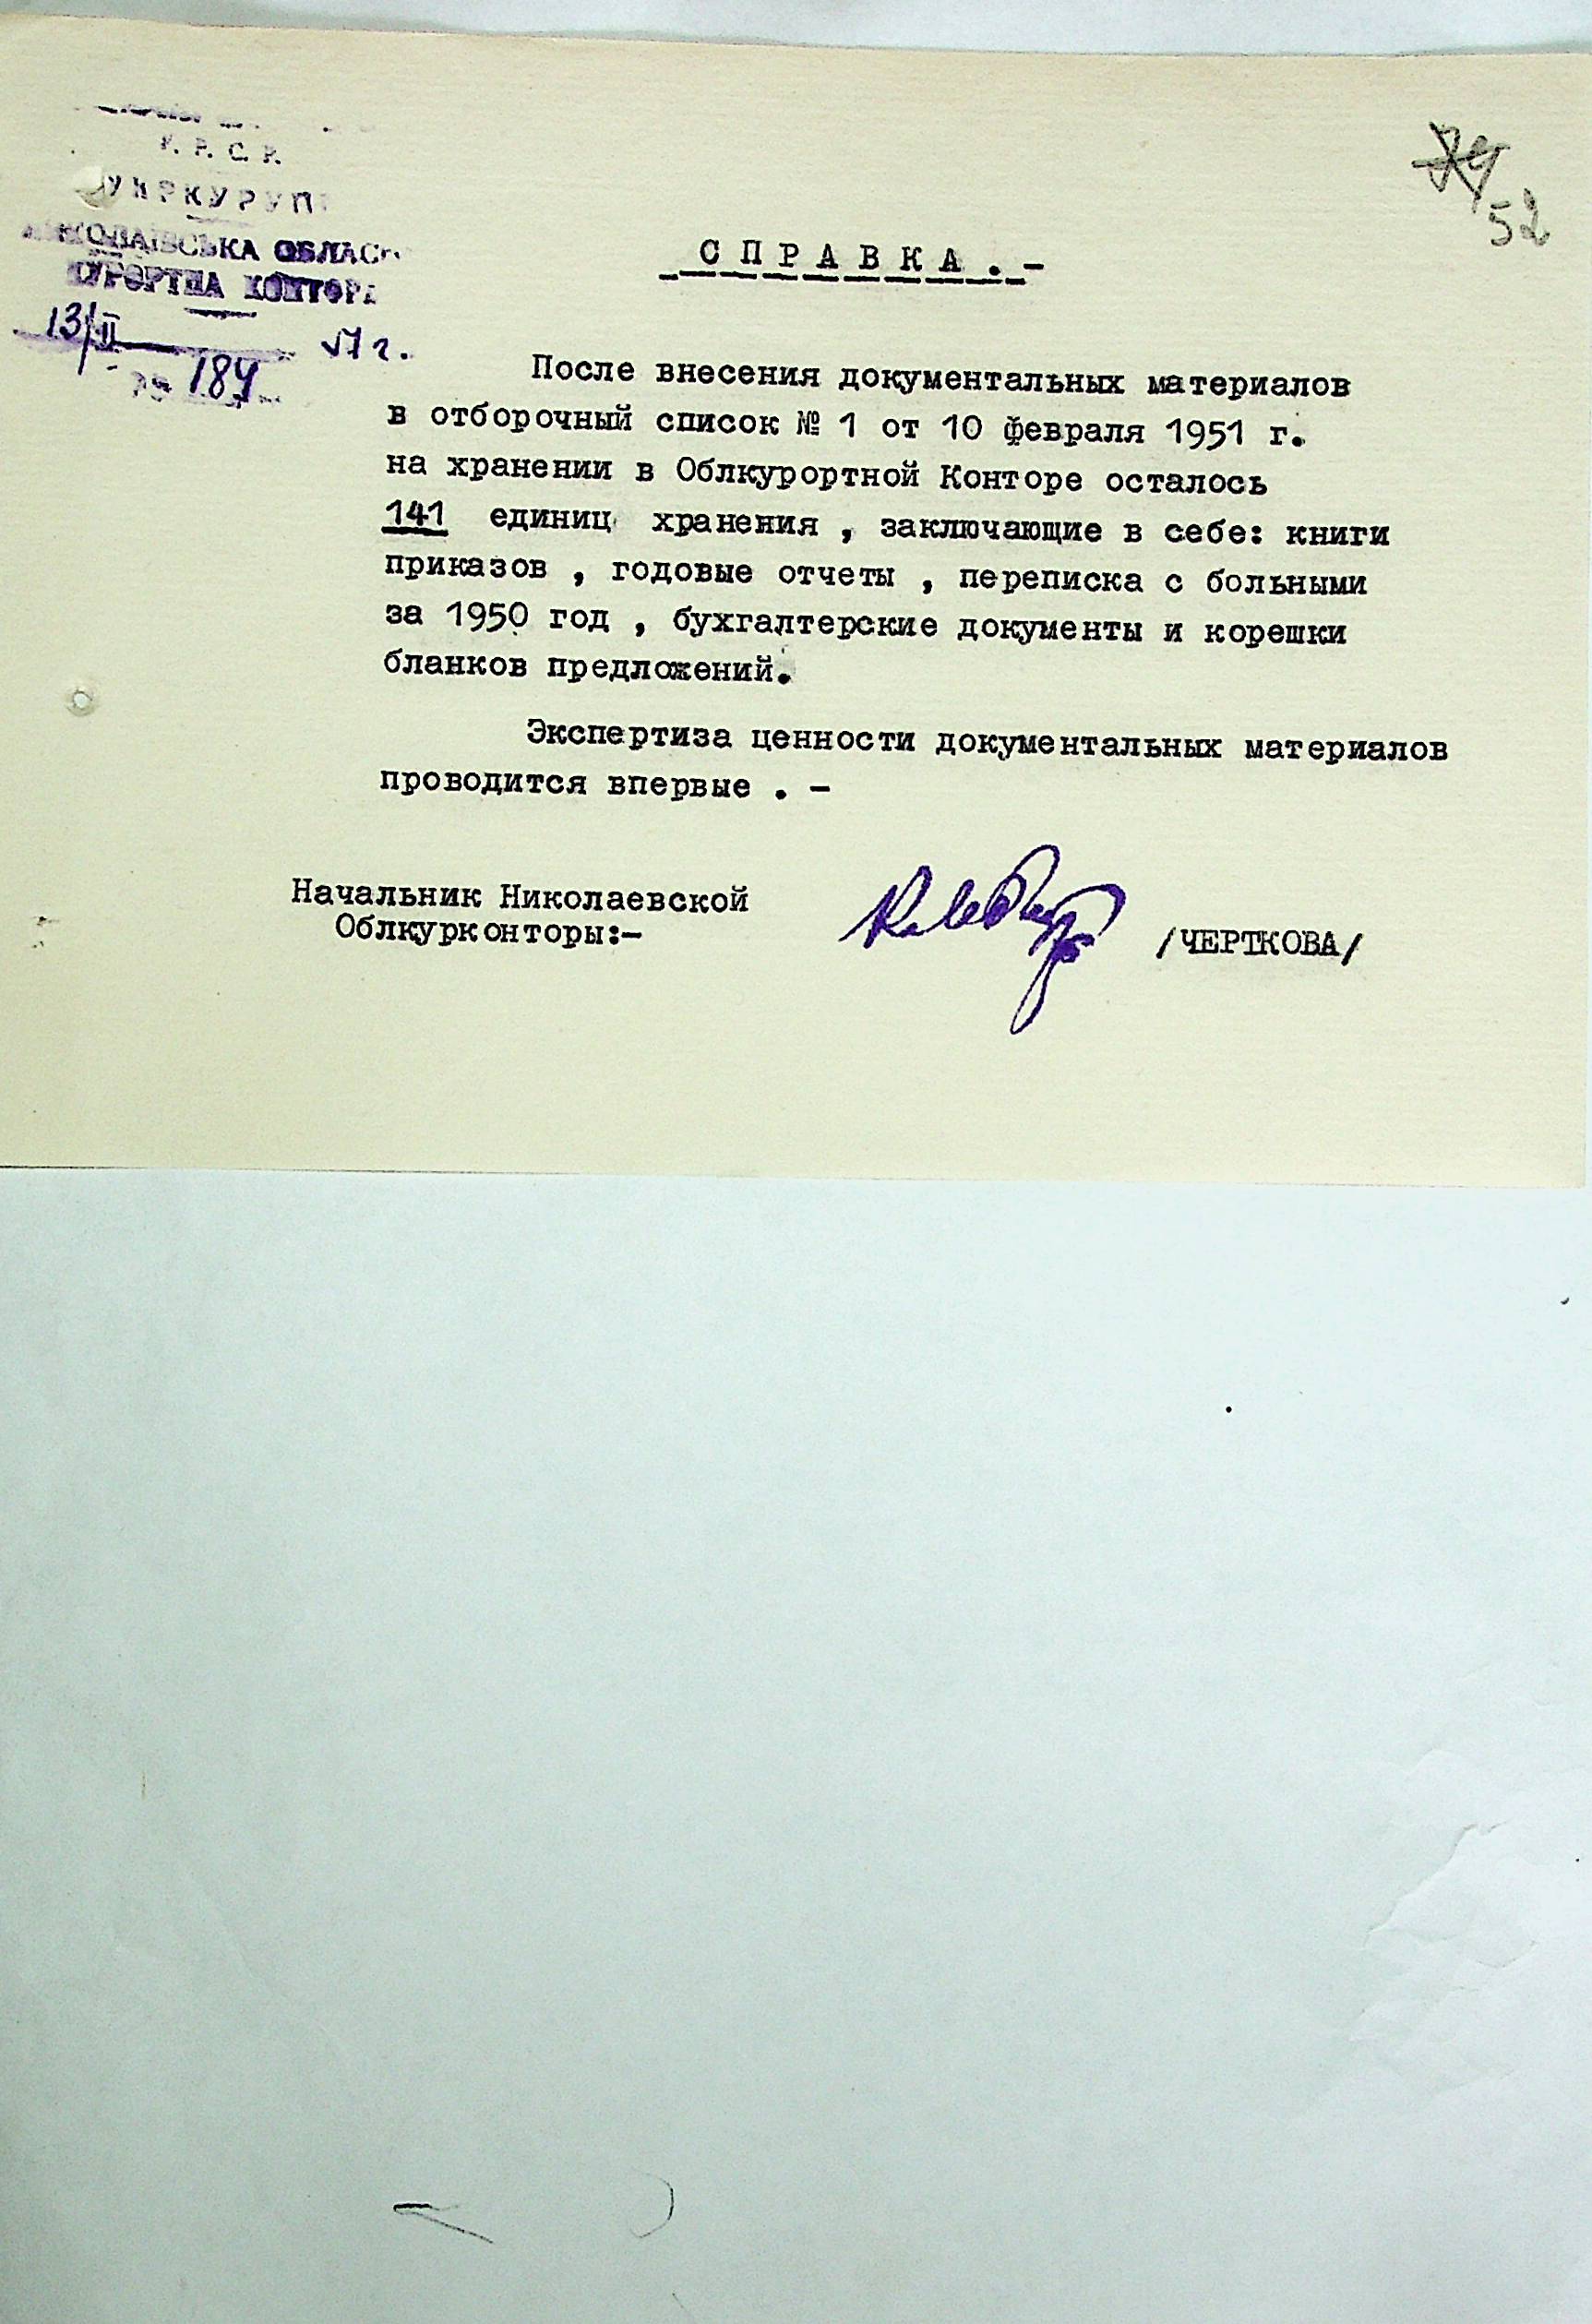 52
УКРКУРУП
КОЛАЇВСЬКА ОБЛАС
КУРОРТНА КОНТОРА
13/II 51 г.
184
СПРАВКА.-
После внесения документальных материалов
в отборочный список № 1 от 10 февраля 1951 г.
на хранении в Облкурортной Конторе осталось
141 единиц хранения , заключающие в себе: книги
приказов , годовые отчеты , переписка с больными
за 1950 год , бухгалтерские документы и корешки
бланков предложений.
Экспертиза ценности документальных материалов
проводится впервые . -
Начальник Николаевской
Облкурконторы:-
/ЧЕРТКОВА/